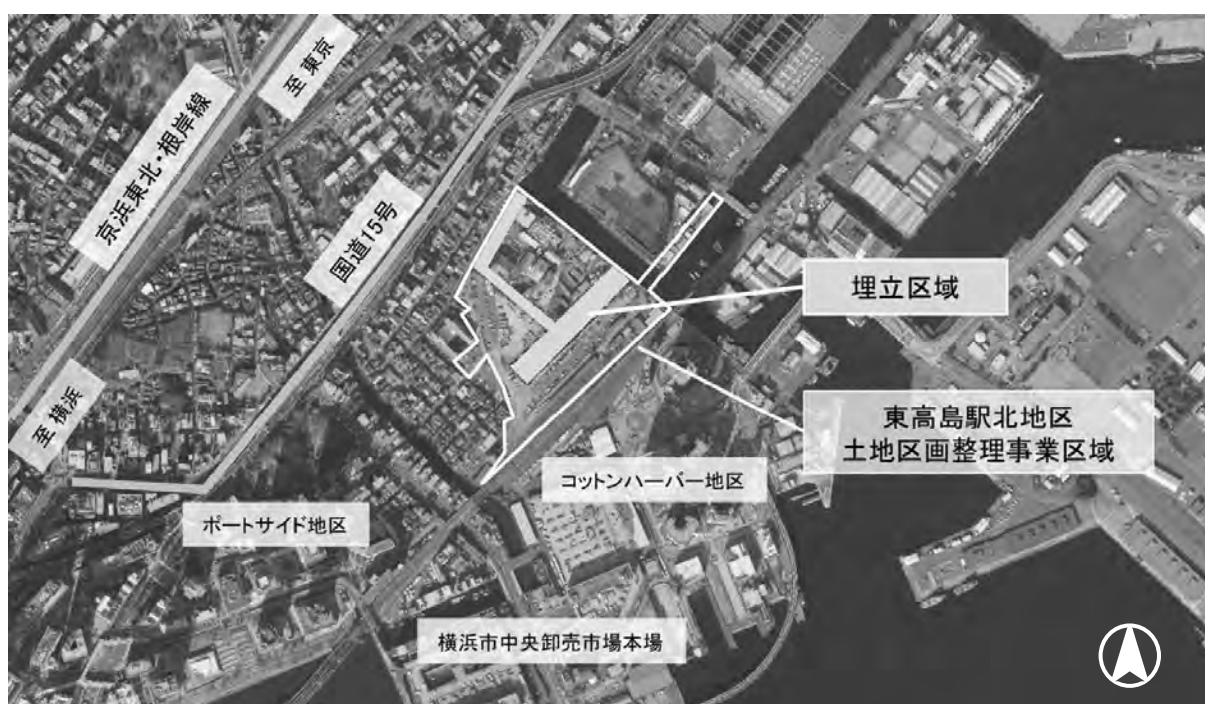 至 東京
京浜東北・根岸線
国道15号
埋立区域
東高島駅北地区
土地区画整理事業区域
至 横浜
コットンハーバー地区
ポートサイド地区
横浜市中央卸売市場本場